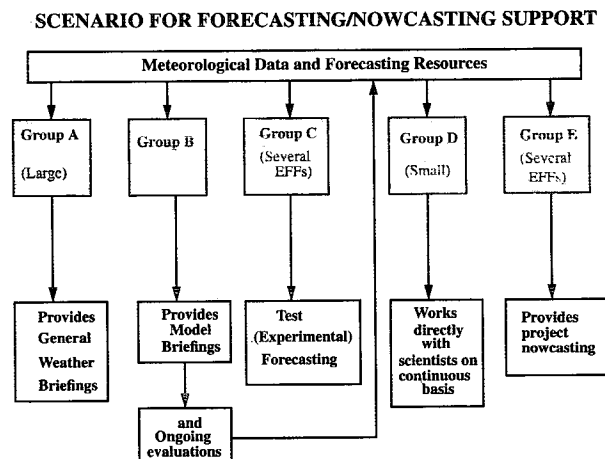 SCENARIO FOR FORECASTING/NOWCASTING SUPPORT
Meteorological Data and Forecasting Resources
Group A
(Large)
Group B
Group C
(Several
EFFs)
Group D
(Small)
Group E
(Several
EFFs)
Provides
General
Weather
Briefings
Provides
Model
Briefings
Test
(Experimental)
Forecasting
Works
directly
with
scientists on
continuous
basis
Provides
project
nowcasting
and
Ongoing
evaluations